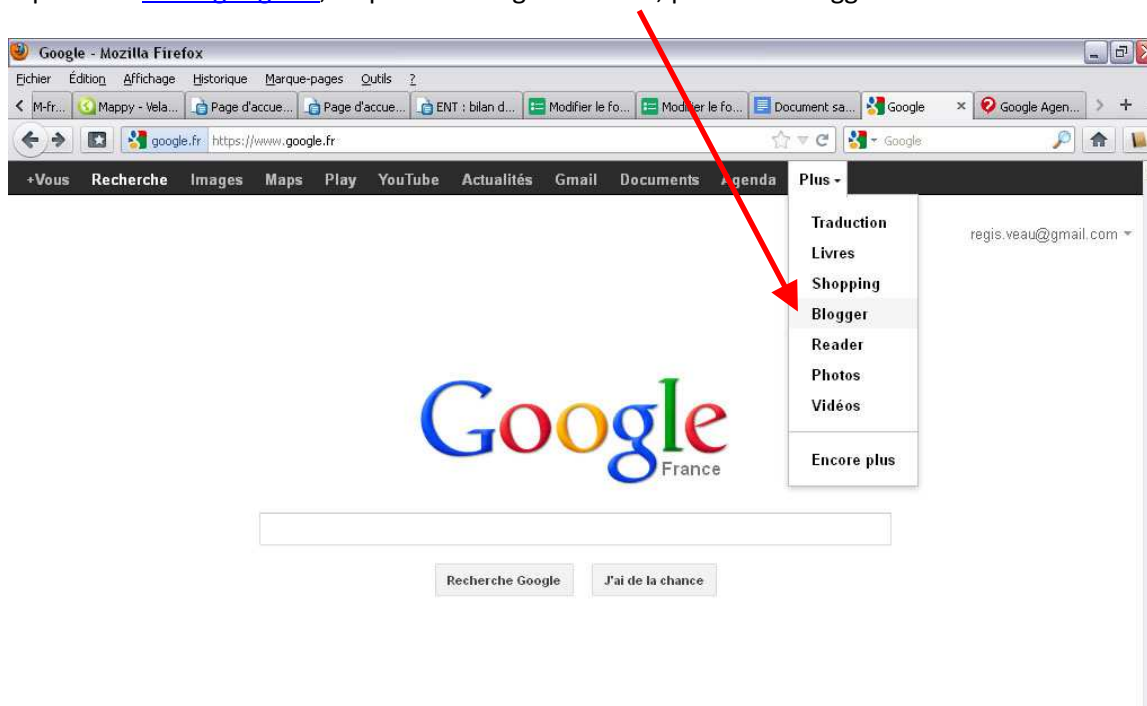 Google - Mozilla Firefox
Fichier Édition Affichage Historique Marque-pages Outils ?
M-fr... Mappy - Vela... Page d'accue... Page d'accue... ENT : bilan d... Modifier le fo... Modifier le fo... Document sa... Google × Google Agen... > +
google.fr https://www.google.fr Google
+Vous Recherche Images Maps Play YouTube Actualités Gmail Documents Agenda Plus
Traduction
regis.veau@gmail.com
Livres
Shopping
Blogger
Reader
Photos
Vidéos
Encore plus
Google
France
Recherche Google J'ai de la chance